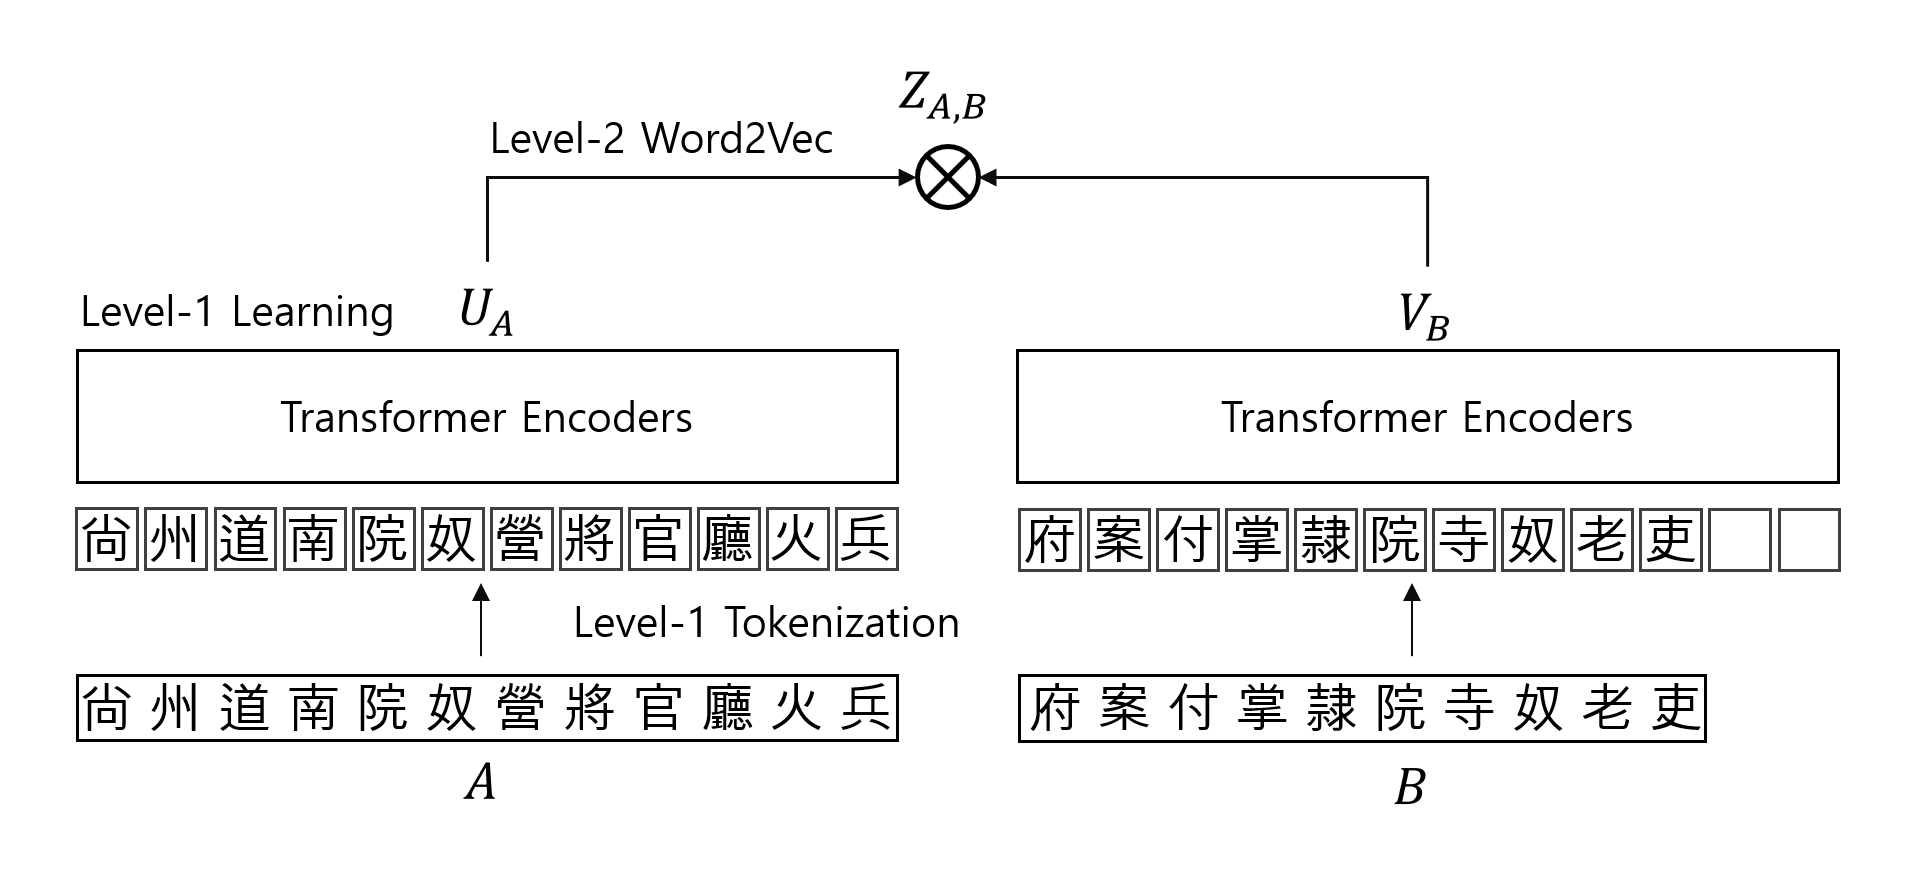 Z_{A,B}
Level-2 Word2Vec
Level-1 Learning U_A
V_B
Transformer Encoders
Transformer Encoders
尙州道南院奴營將官廳火兵
府案付掌隷院寺奴老吏
Level-1 Tokenization
尙州道南院奴營將官廳火兵
府案付掌隷院寺奴老吏
A
B